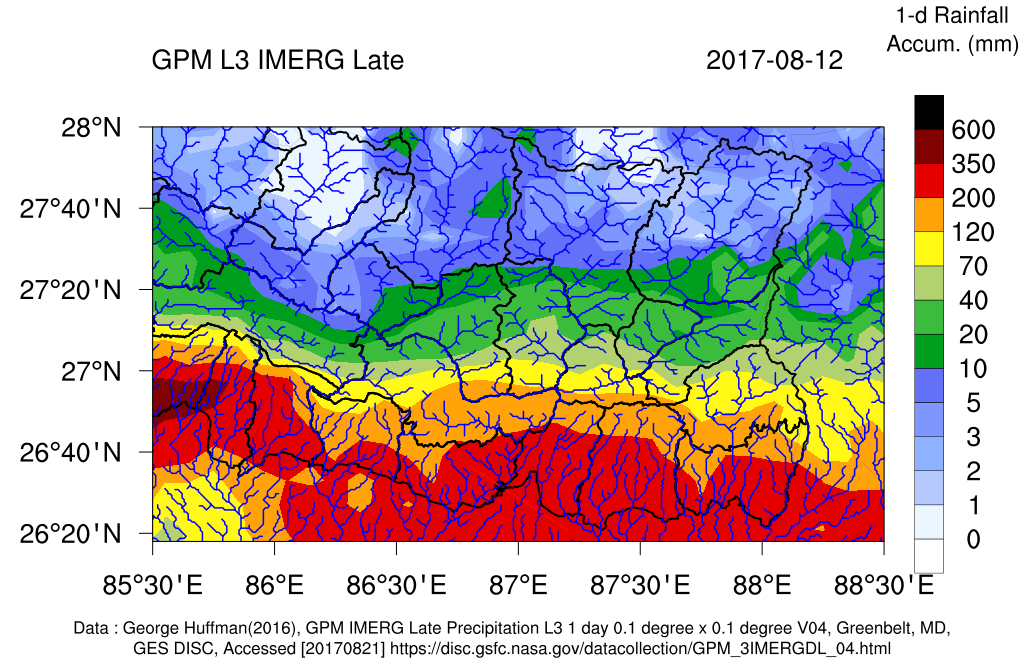 1-d Rainfall
Accum. (mm)
GPM L3 IMERG Late
2017-08-12
28°N
27°40'N
27°20'N
27°N
26°40'N
26°20'N
600
350
200
120
70
40
20
10
5
3
2
1
0
85°30'E 86°E 86°30'E 87°E 87°30'E 88°E 88°30'E
Data : George Huffman(2016), GPM IMERG Late Precipitation L3 1 day 0.1 degree x 0.1 degree V04, Greenbelt, MD,
GES DISC, Accessed [20170821] https://disc.gsfc.nasa.gov/datacollection/GPM_3IMERGDL_04.html